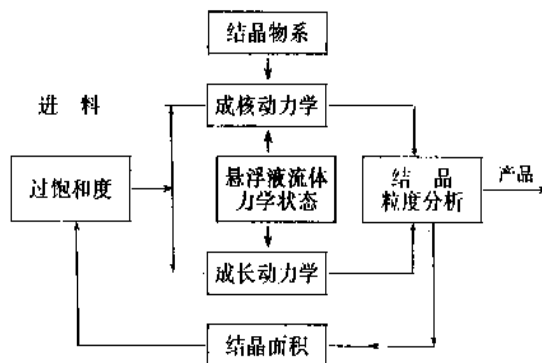 结晶物系
进 料
成核动力学
过饱和度
悬浮液流体
力学状态
结 晶
粒度分析
产品
成长动力学
结晶面积